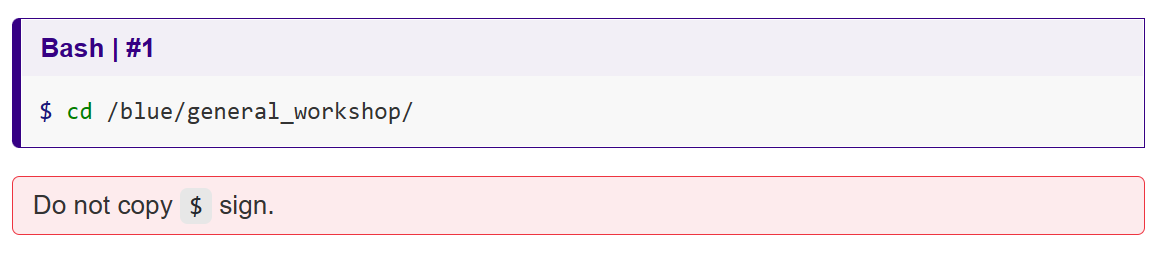 Bash | #1
$ cd /blue/general_workshop/
Do not copy $ sign.